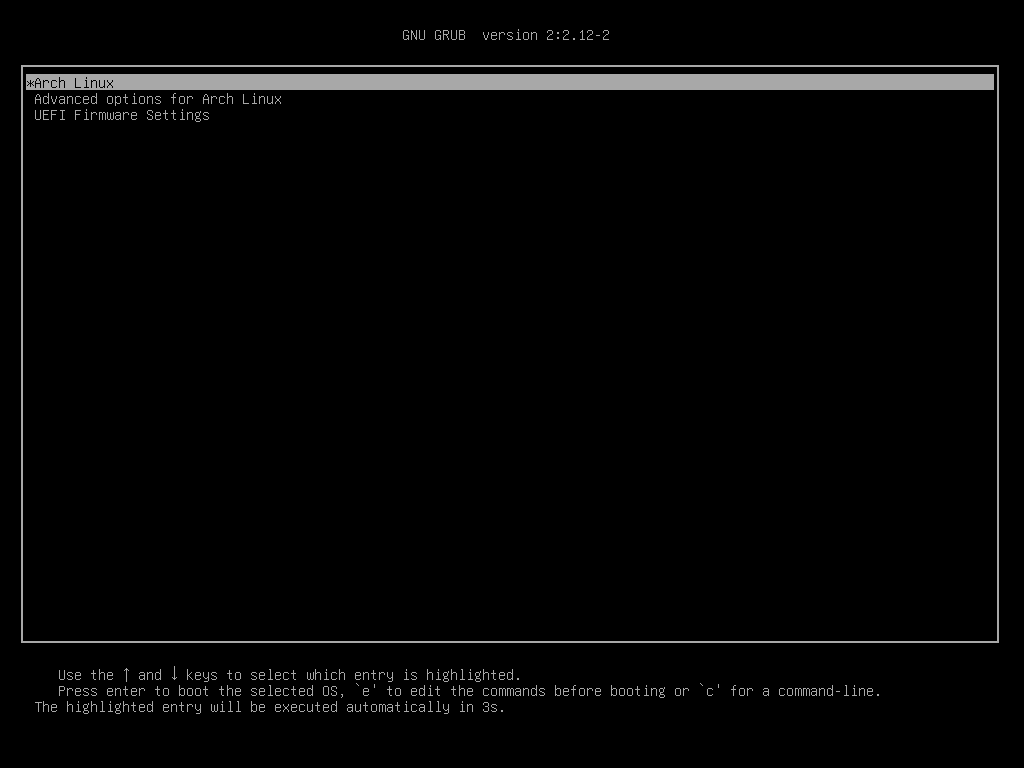 GNU GRUB  version 2:2.12-2
*Arch Linux
Advanced options for Arch Linux
UEFI Firmware Settings
Use the ↑ and ↓ keys to select which entry is highlighted.
Press enter to boot the selected OS, `e' to edit the commands before booting or `c' for a command-line.
The highlighted entry will be executed automatically in 3s.